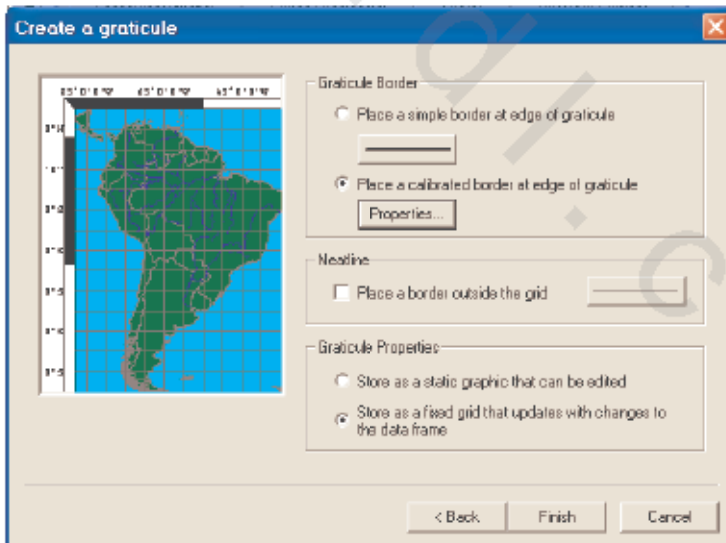 Create a graticule
Graticule Border
Place a simple border at edge of graticule
Place a calibrated border at edge of graticule
Properties...
Neatline
Place a border outside the grid
Graticule Properties
Store as a static graphic that can be edited
Store as a fixed grid that updates with changes to
the data frame
< Back
Finish
Cancel